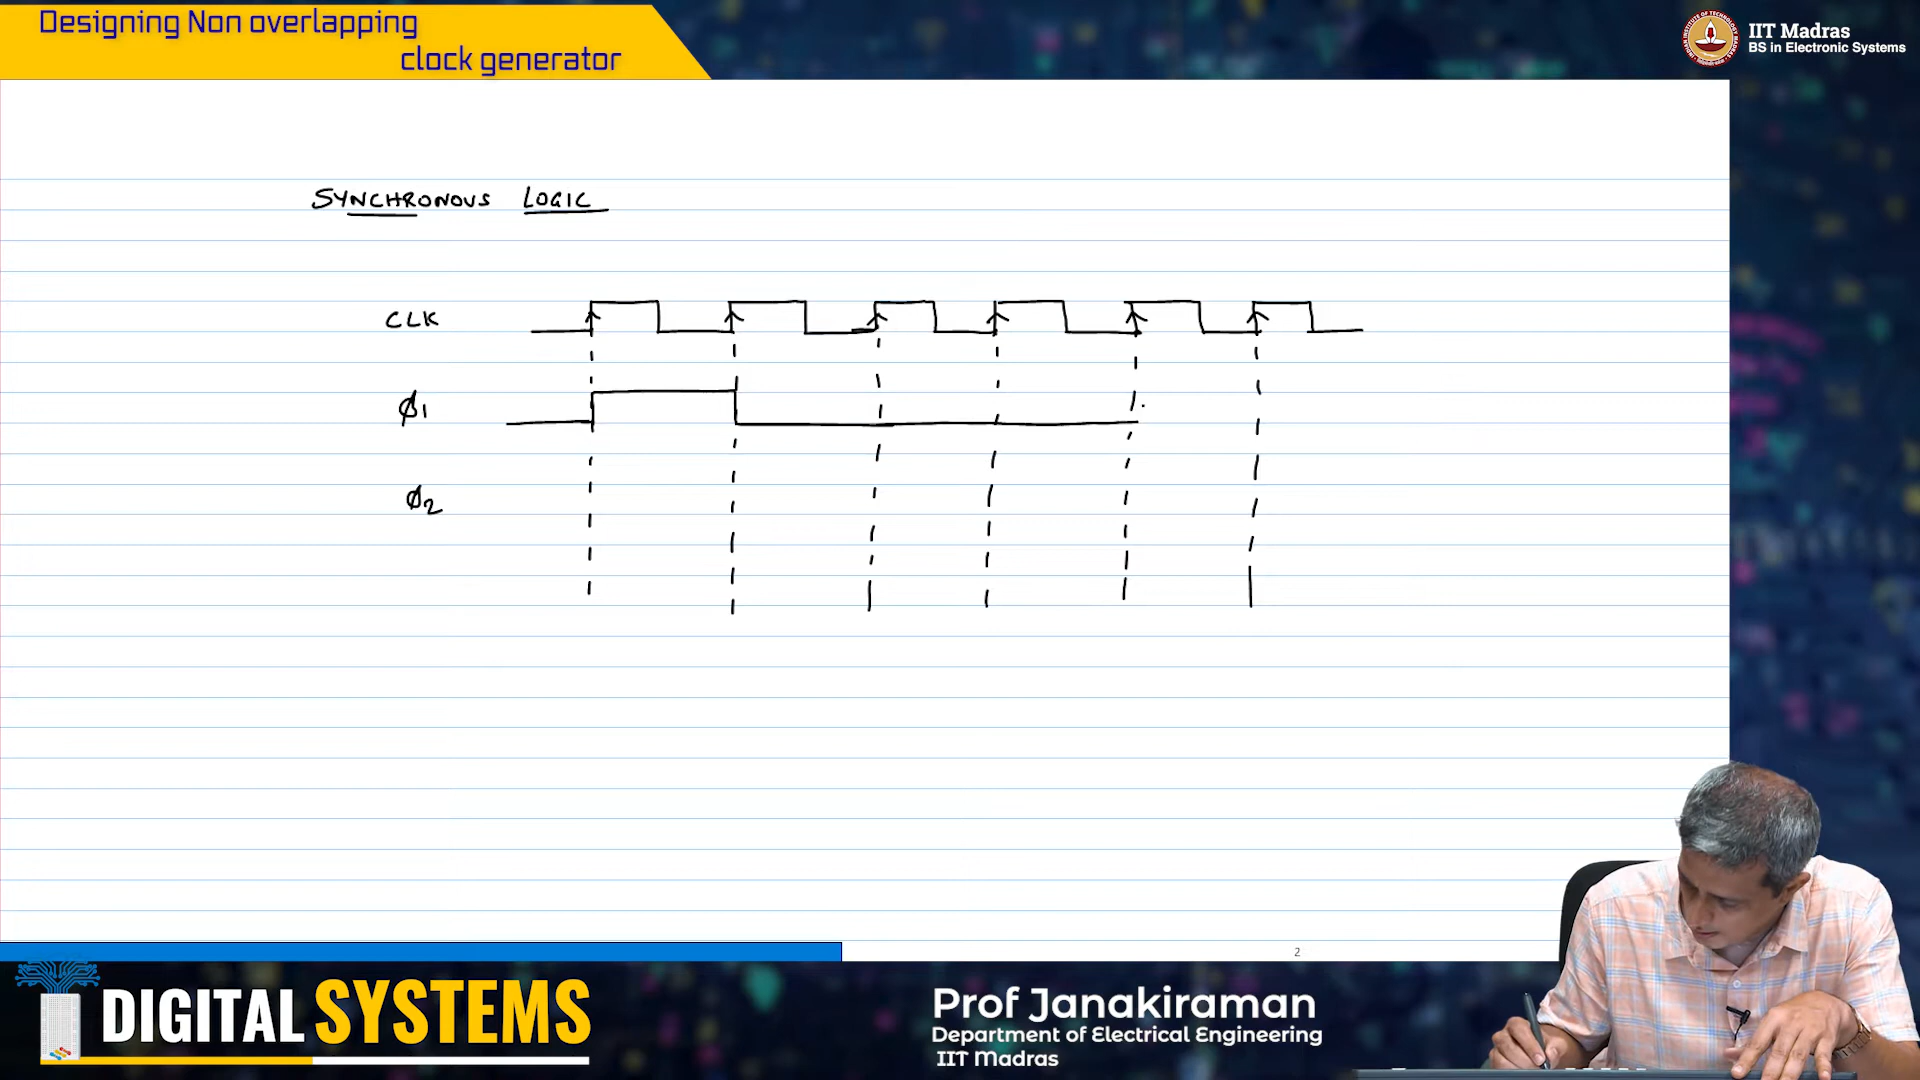 Designing Non overlapping
clock generator
IIT Madras
BS in Electronic Systems
SYNCHRONOUS LOGIC
CLK
φ1
φ2
2
DIGITAL SYSTEMS
Prof Janakiraman
Department of Electrical Engineering
IIT Madras